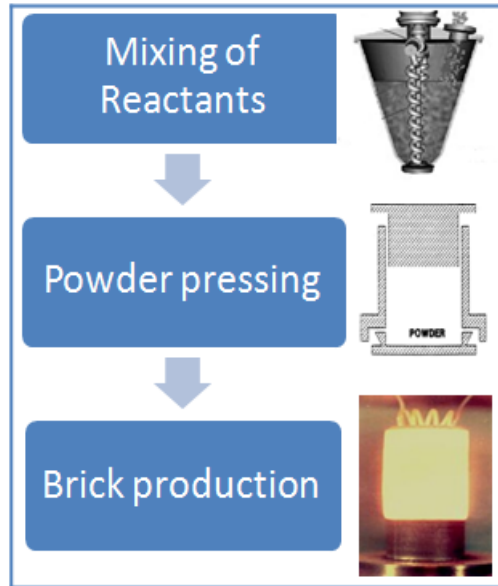 Mixing of
Reactants
Powder pressing
POWDER
Brick production